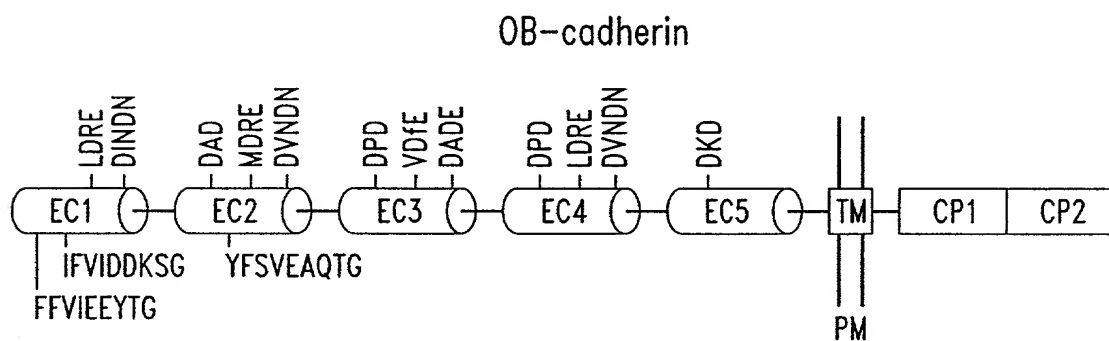 OB-cadherin
LDRE
DINDN
DAD
MDRE
DVNDN
DPD
VDfE
DADE
DPD
LDRE
DVNDN
DKD
EC1 EC2 EC3 EC4 EC5 TM CP1 CP2
IFVIDDKSG YFSVEAQTG
FFVIEEYTG
PM